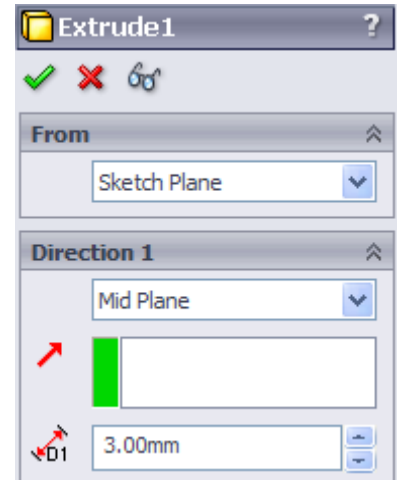 Extrude1 ?
From
Sketch Plane
Direction 1
Mid Plane
D1 3.00mm